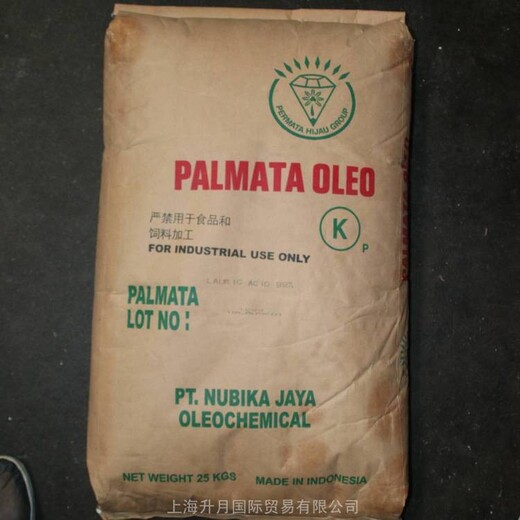 PERMATA HIJAU GROUP
PALMATA OLEO
严禁用于食品和
饲料加工
K
P
FOR INDUSTRIAL USE ONLY
PALMATA
LOT NO:
PT. NUBIKA JAYA
OLEOCHEMICAL
NET WEIGHT 25 KGS
MADE IN INDONESIA
上海升月国际贸易有限公司